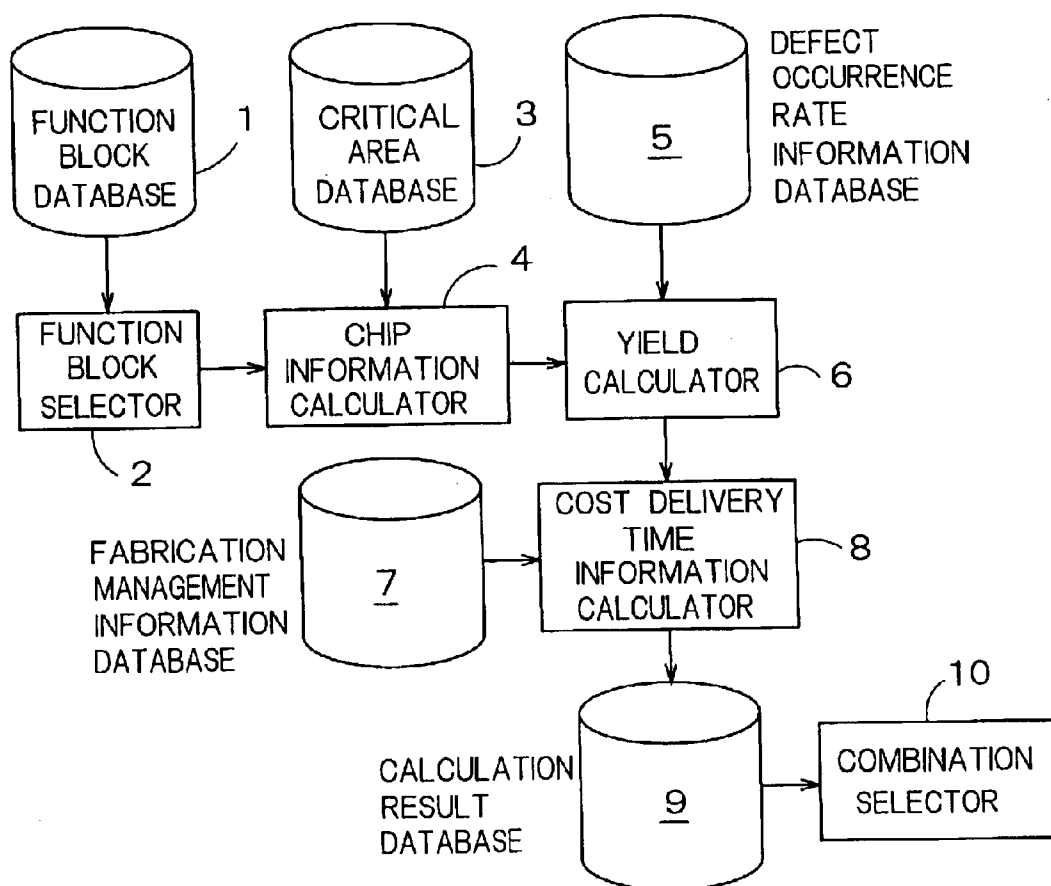 FUNCTION
BLOCK
DATABASE
1
CRITICAL
AREA
DATABASE
3
5
DEFECT
OCCURRENCE
RATE
INFORMATION
DATABASE
FUNCTION
BLOCK
SELECTOR
2
CHIP
INFORMATION
CALCULATOR
4
YIELD
CALCULATOR
6
FABRICATION
MANAGEMENT
INFORMATION
DATABASE
7
COST DELIVERY
TIME
INFORMATION
CALCULATOR
8
CALCULATION
RESULT
DATABASE
9
10
COMBINATION
SELECTOR